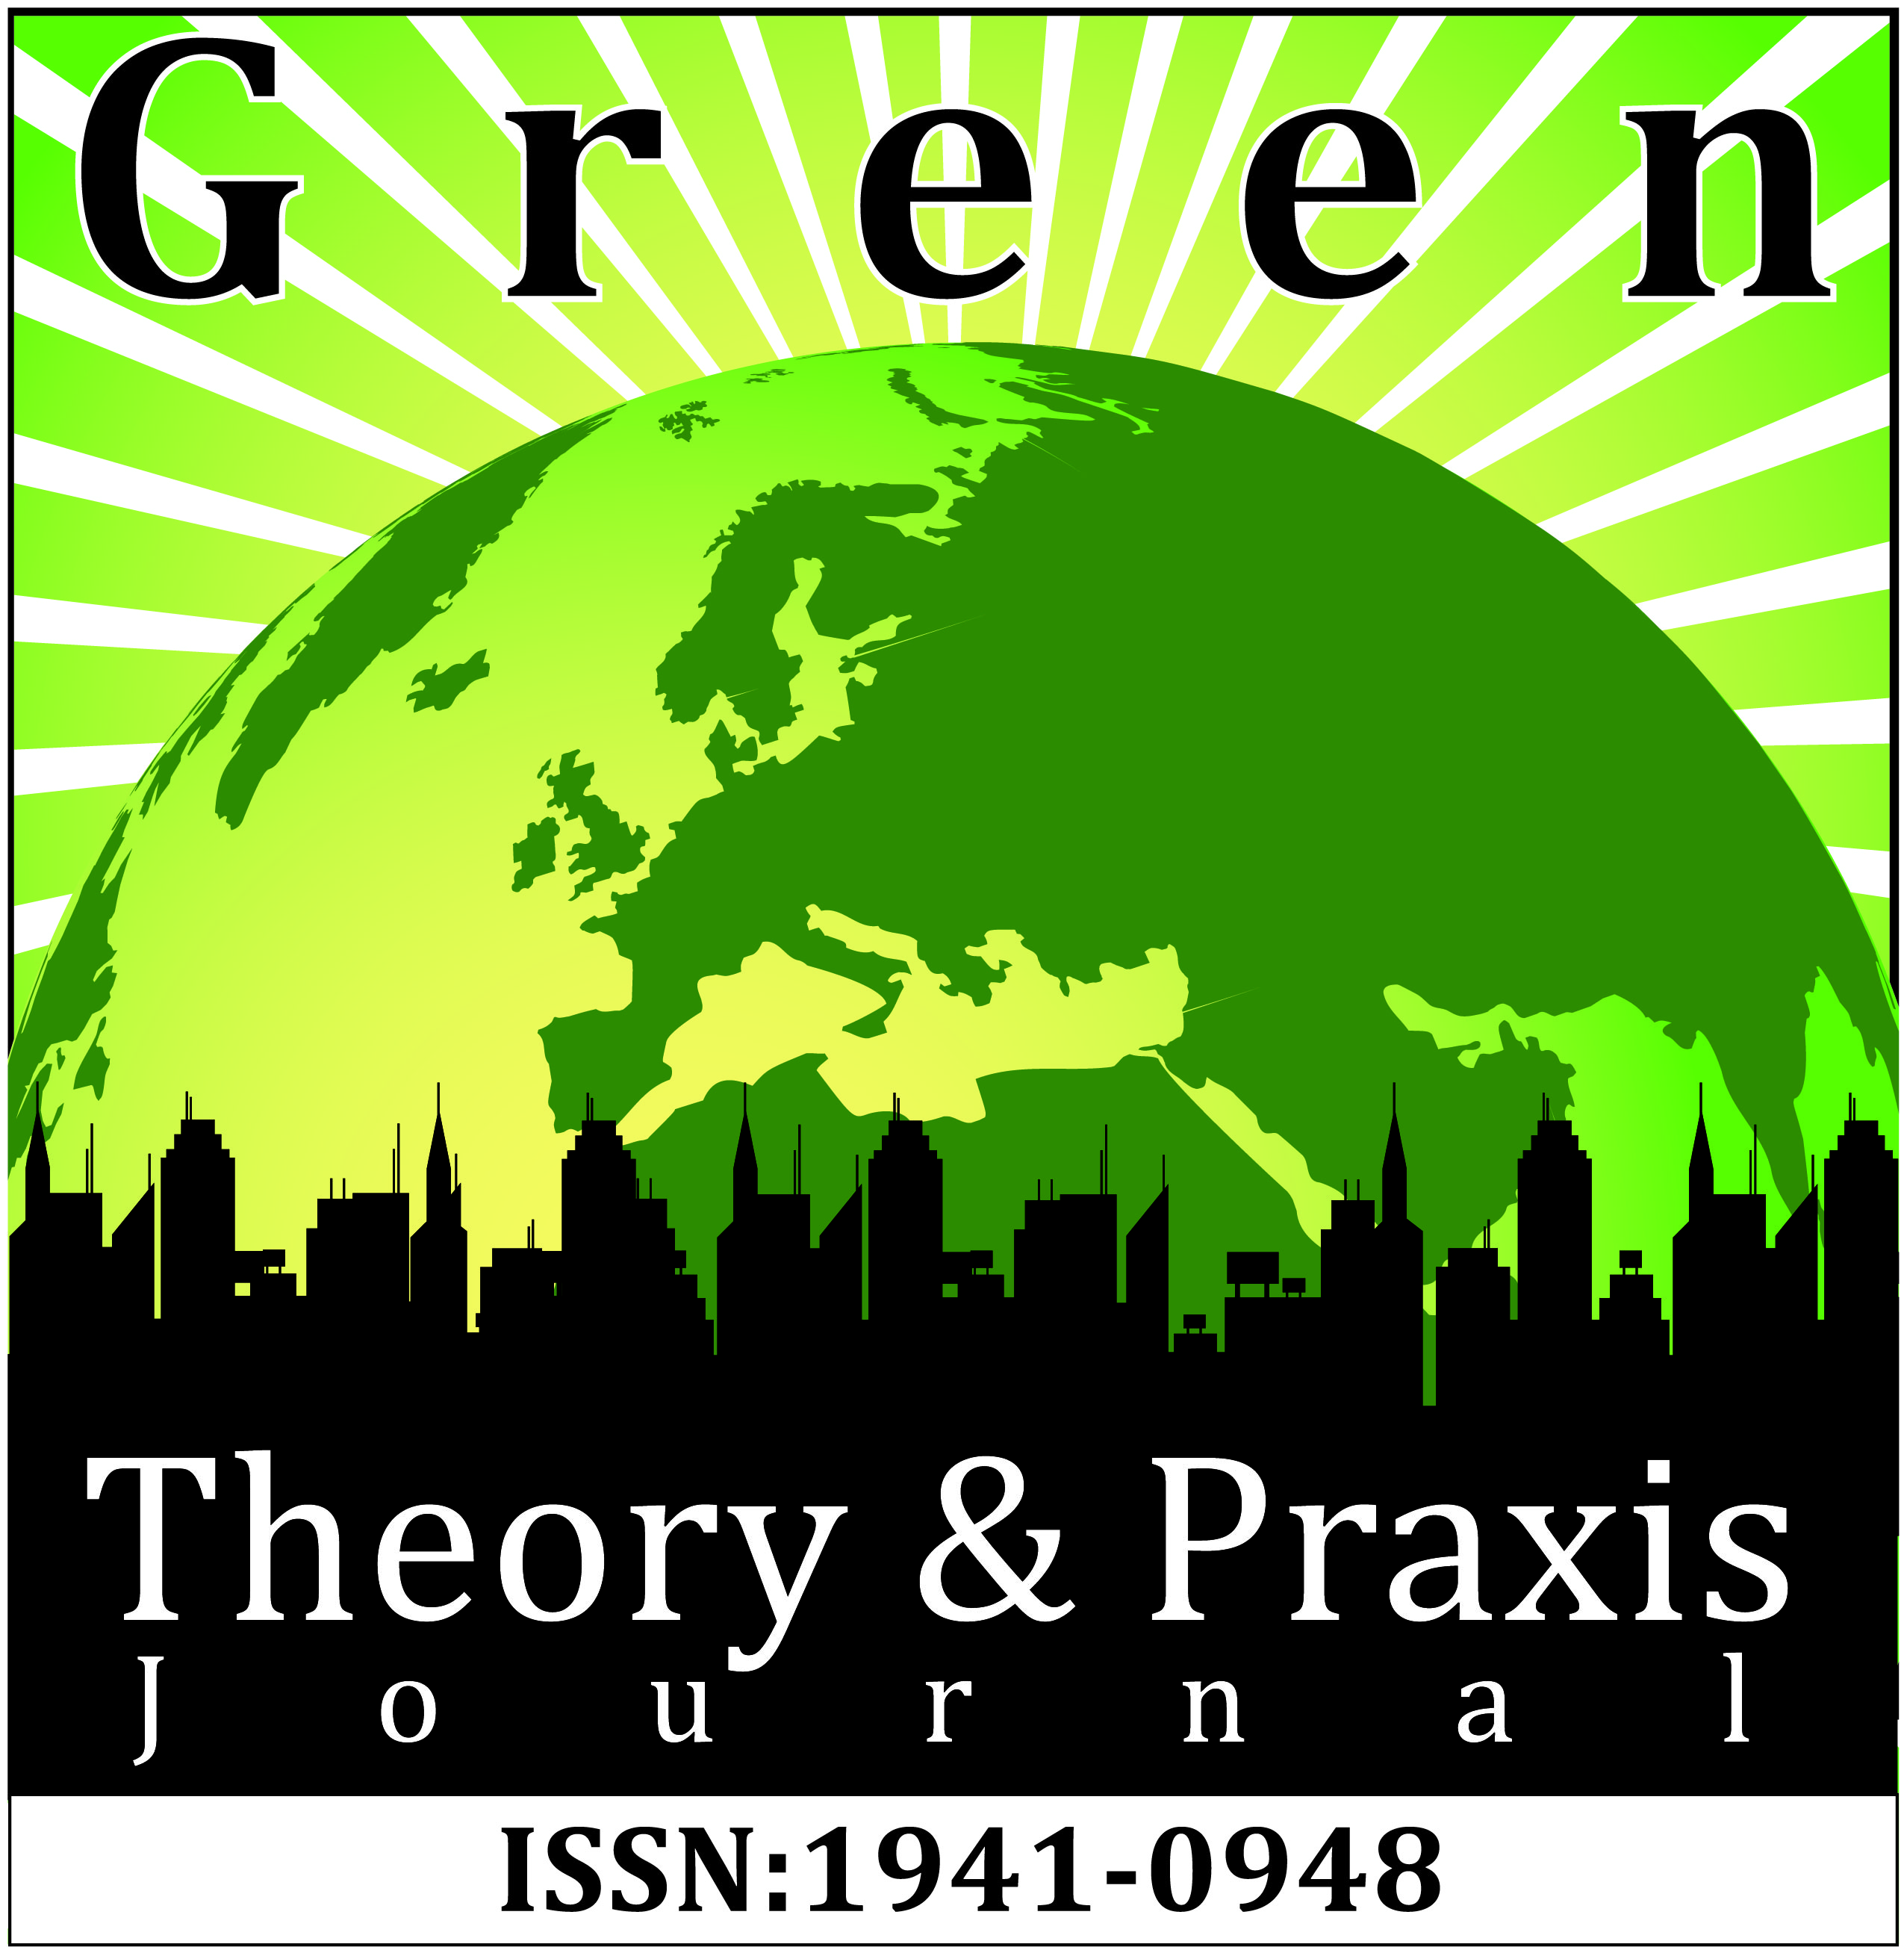 Green
Theory & Praxis
Journal
ISSN:1941-0948